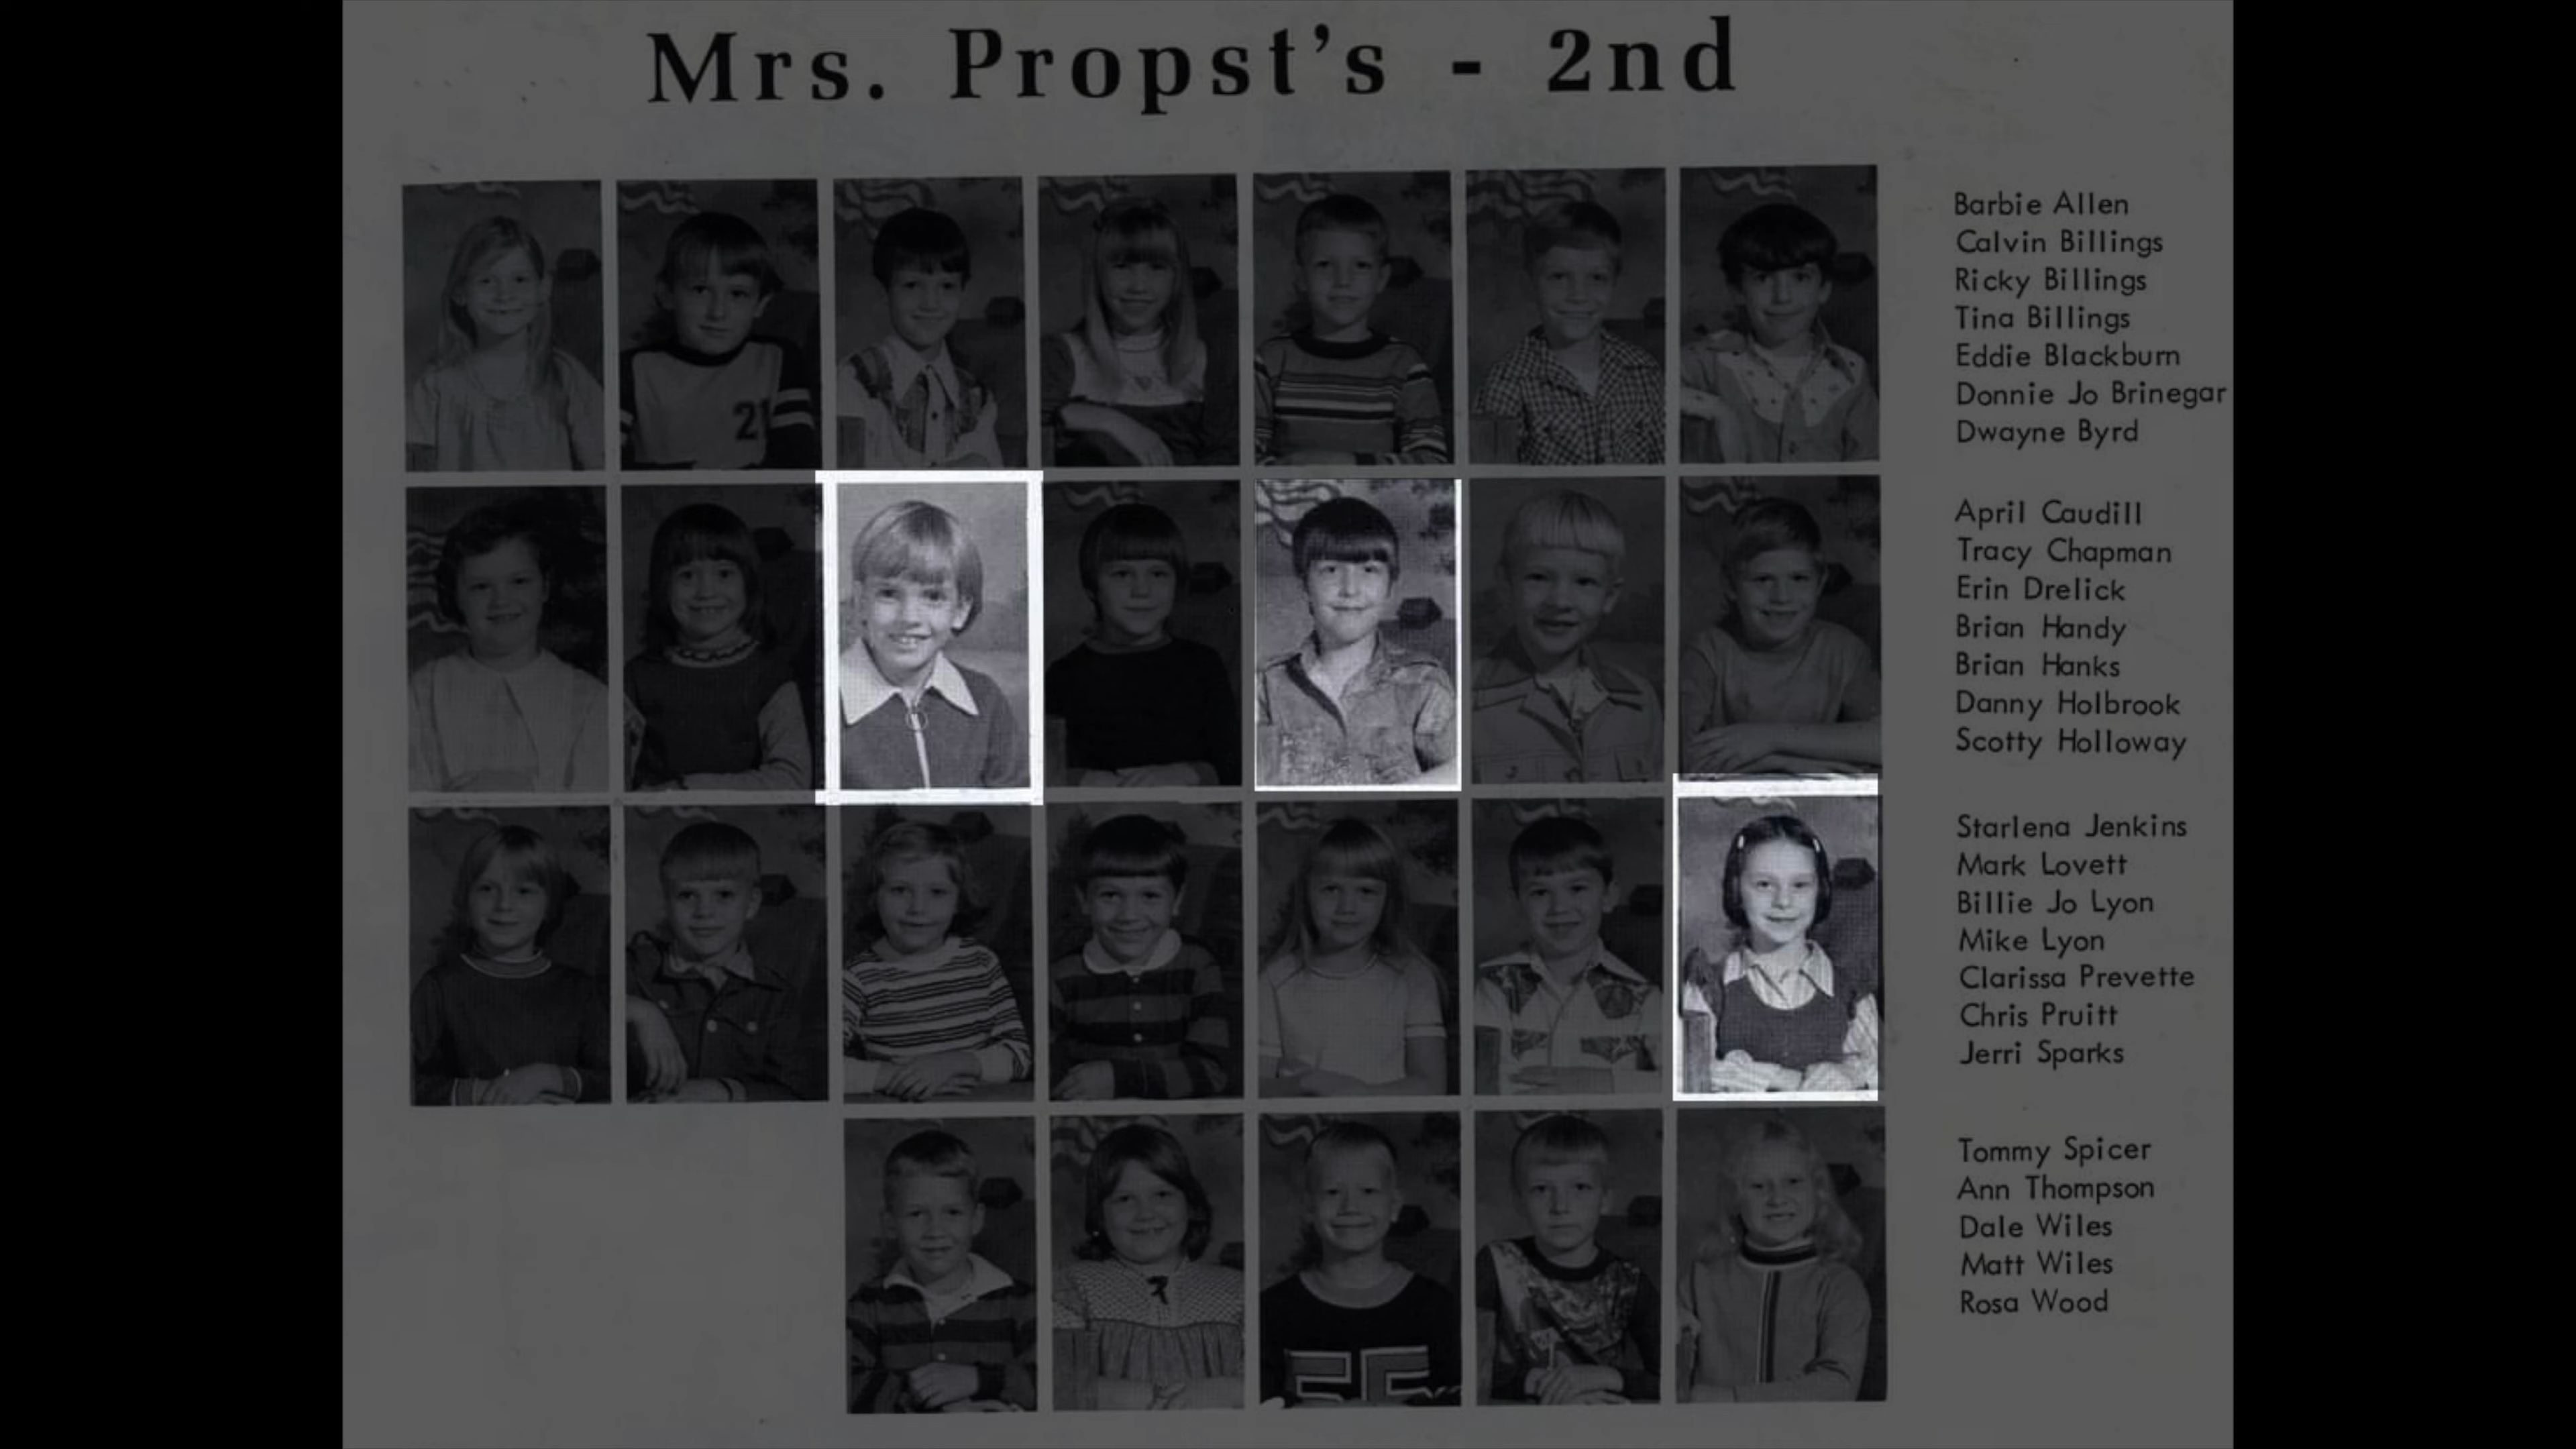 Mrs. Propst's - 2nd
Barbie Allen
Calvin Billings
Ricky Billings
Tina Billings
Eddie Blackburn
Donnie Jo Brinegar
Dwayne Byrd
April Caudill
Tracy Chapman
Erin Drelick
Brian Handy
Brian Hanks
Danny Holbrook
Scotty Holloway
Starlena Jenkins
Mark Lovett
Billie Jo Lyon
Mike Lyon
Clarissa Prevette
Chris Pruitt
Jerri Sparks
Tommy Spicer
Ann Thompson
Dale Wiles
Matt Wiles
Rosa Wood
21